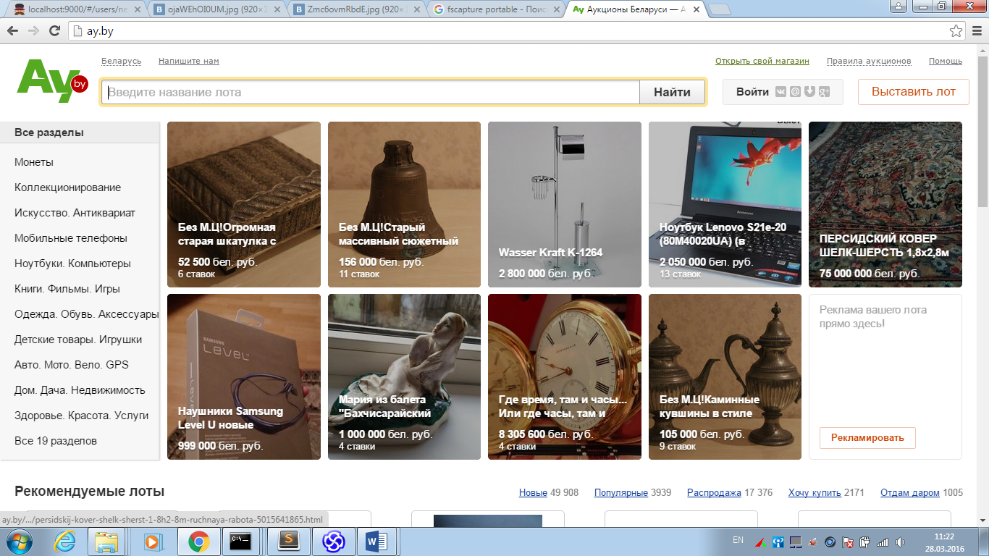 localhost:9000/#/users/ne
ojaWEhOI0UM.jpg (920×
Zmc6ovmRbdE.jpg (920×
fscapture portable - Поис
Ay Аукционы Беларуси — А
ay.by
Беларусь
Напишите нам
Открыть свой магазин
Правила аукционов
Помощь
Ay by
Введите название лота
Найти
Войти
Выставить лот
Все разделы
Монеты
Коллекционирование
Искусство. Антиквариат
Мобильные телефоны
Ноутбуки. Компьютеры
Книги. Фильмы. Игры
Одежда. Обувь. Аксессуары
Детские товары. Игрушки
Авто. Мото. Вело. GPS
Дом. Дача. Недвижимость
Здоровье. Красота. Услуги
Все 19 разделов
Без М.Ц!Огромная
старая шкатулка с
52 500 бел. руб.
6 ставок
Без М.Ц!Старый
массивный сюжетный
156 000 бел. руб.
11 ставок
Wasser Kraft K-1264
2 800 000 бел. руб.
Ноутбук Lenovo S21e-20
(80M40020UA) (в
2 050 000 бел. руб.
13 ставок
ПЕРСИДСКИЙ КОВЕР
ШЕЛК-ШЕРСТЬ 1,8х2,8м
75 000 000 бел. руб.
SAMSUNG
LEVEL U
Наушники Samsung
Level U новые
999 000 бел. руб.
Мария из балета
"Бахчисарайский
1 000 000 бел. руб.
4 ставки
Где время, там и часы...
Или где часы, там и
8 305 600 бел. руб.
4 ставки
Без М.Ц!Каминные
кувшины в стиле
105 000 бел. руб.
9 ставок
Реклама вашего лота
прямо здесь!
Рекламировать
Рекомендуемые лоты
Новые 49 908
Популярные 3939
Распродажа 17 376
Хочу купить 2171
Отдам даром 1005
ay.by/.../persidskij-kover-shelk-sherst-1-8h2-8m-ruchnaya-rabota-5015641865.html
EN
11:22
28.03.2016